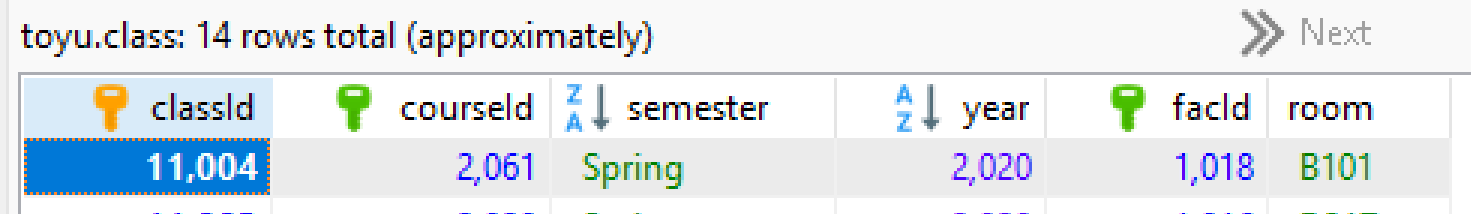 toyu.class: 14 rows total (approximately) Next
classId courseId Z A semester A Z year facId room
11,004 2,061 Spring 2,020 1,018 B101